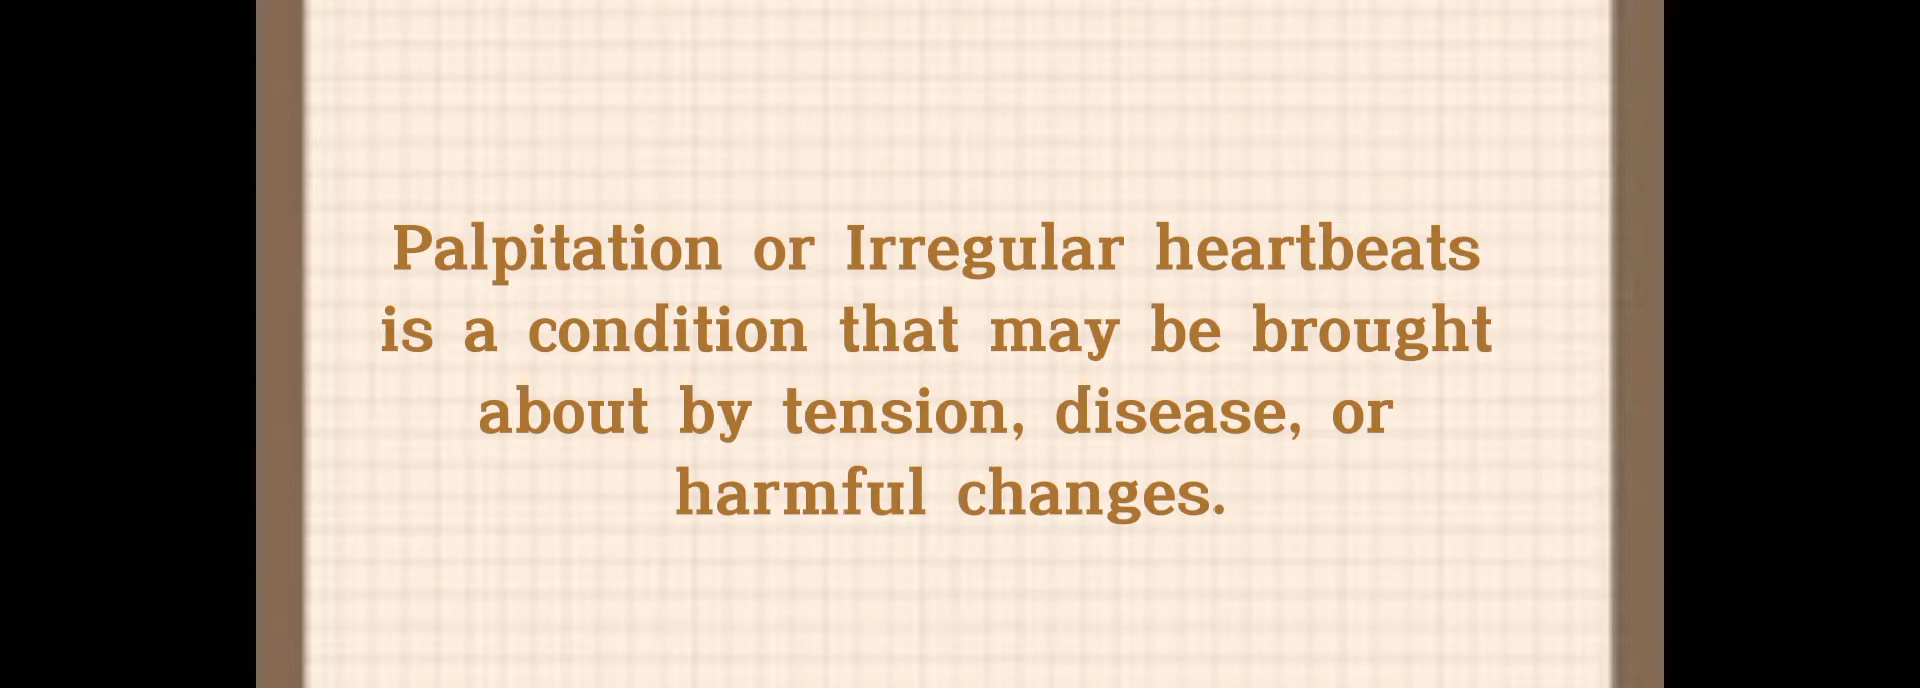 Palpitation or Irregular heartbeats
is a condition that may be brought
about by tension, disease, or
harmful changes.